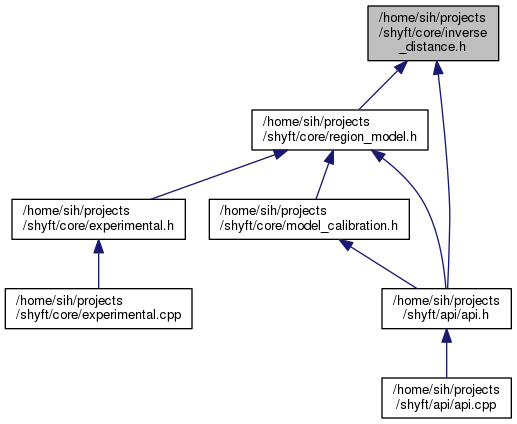 /home/sih/projects
/shyft/core/inverse
_distance.h
/home/sih/projects
/shyft/core/region_model.h
/home/sih/projects
/shyft/core/experimental.h
/home/sih/projects
/shyft/core/model_calibration.h
/home/sih/projects
/shyft/core/experimental.cpp
/home/sih/projects
/shyft/api/api.h
/home/sih/projects
/shyft/api/api.cpp